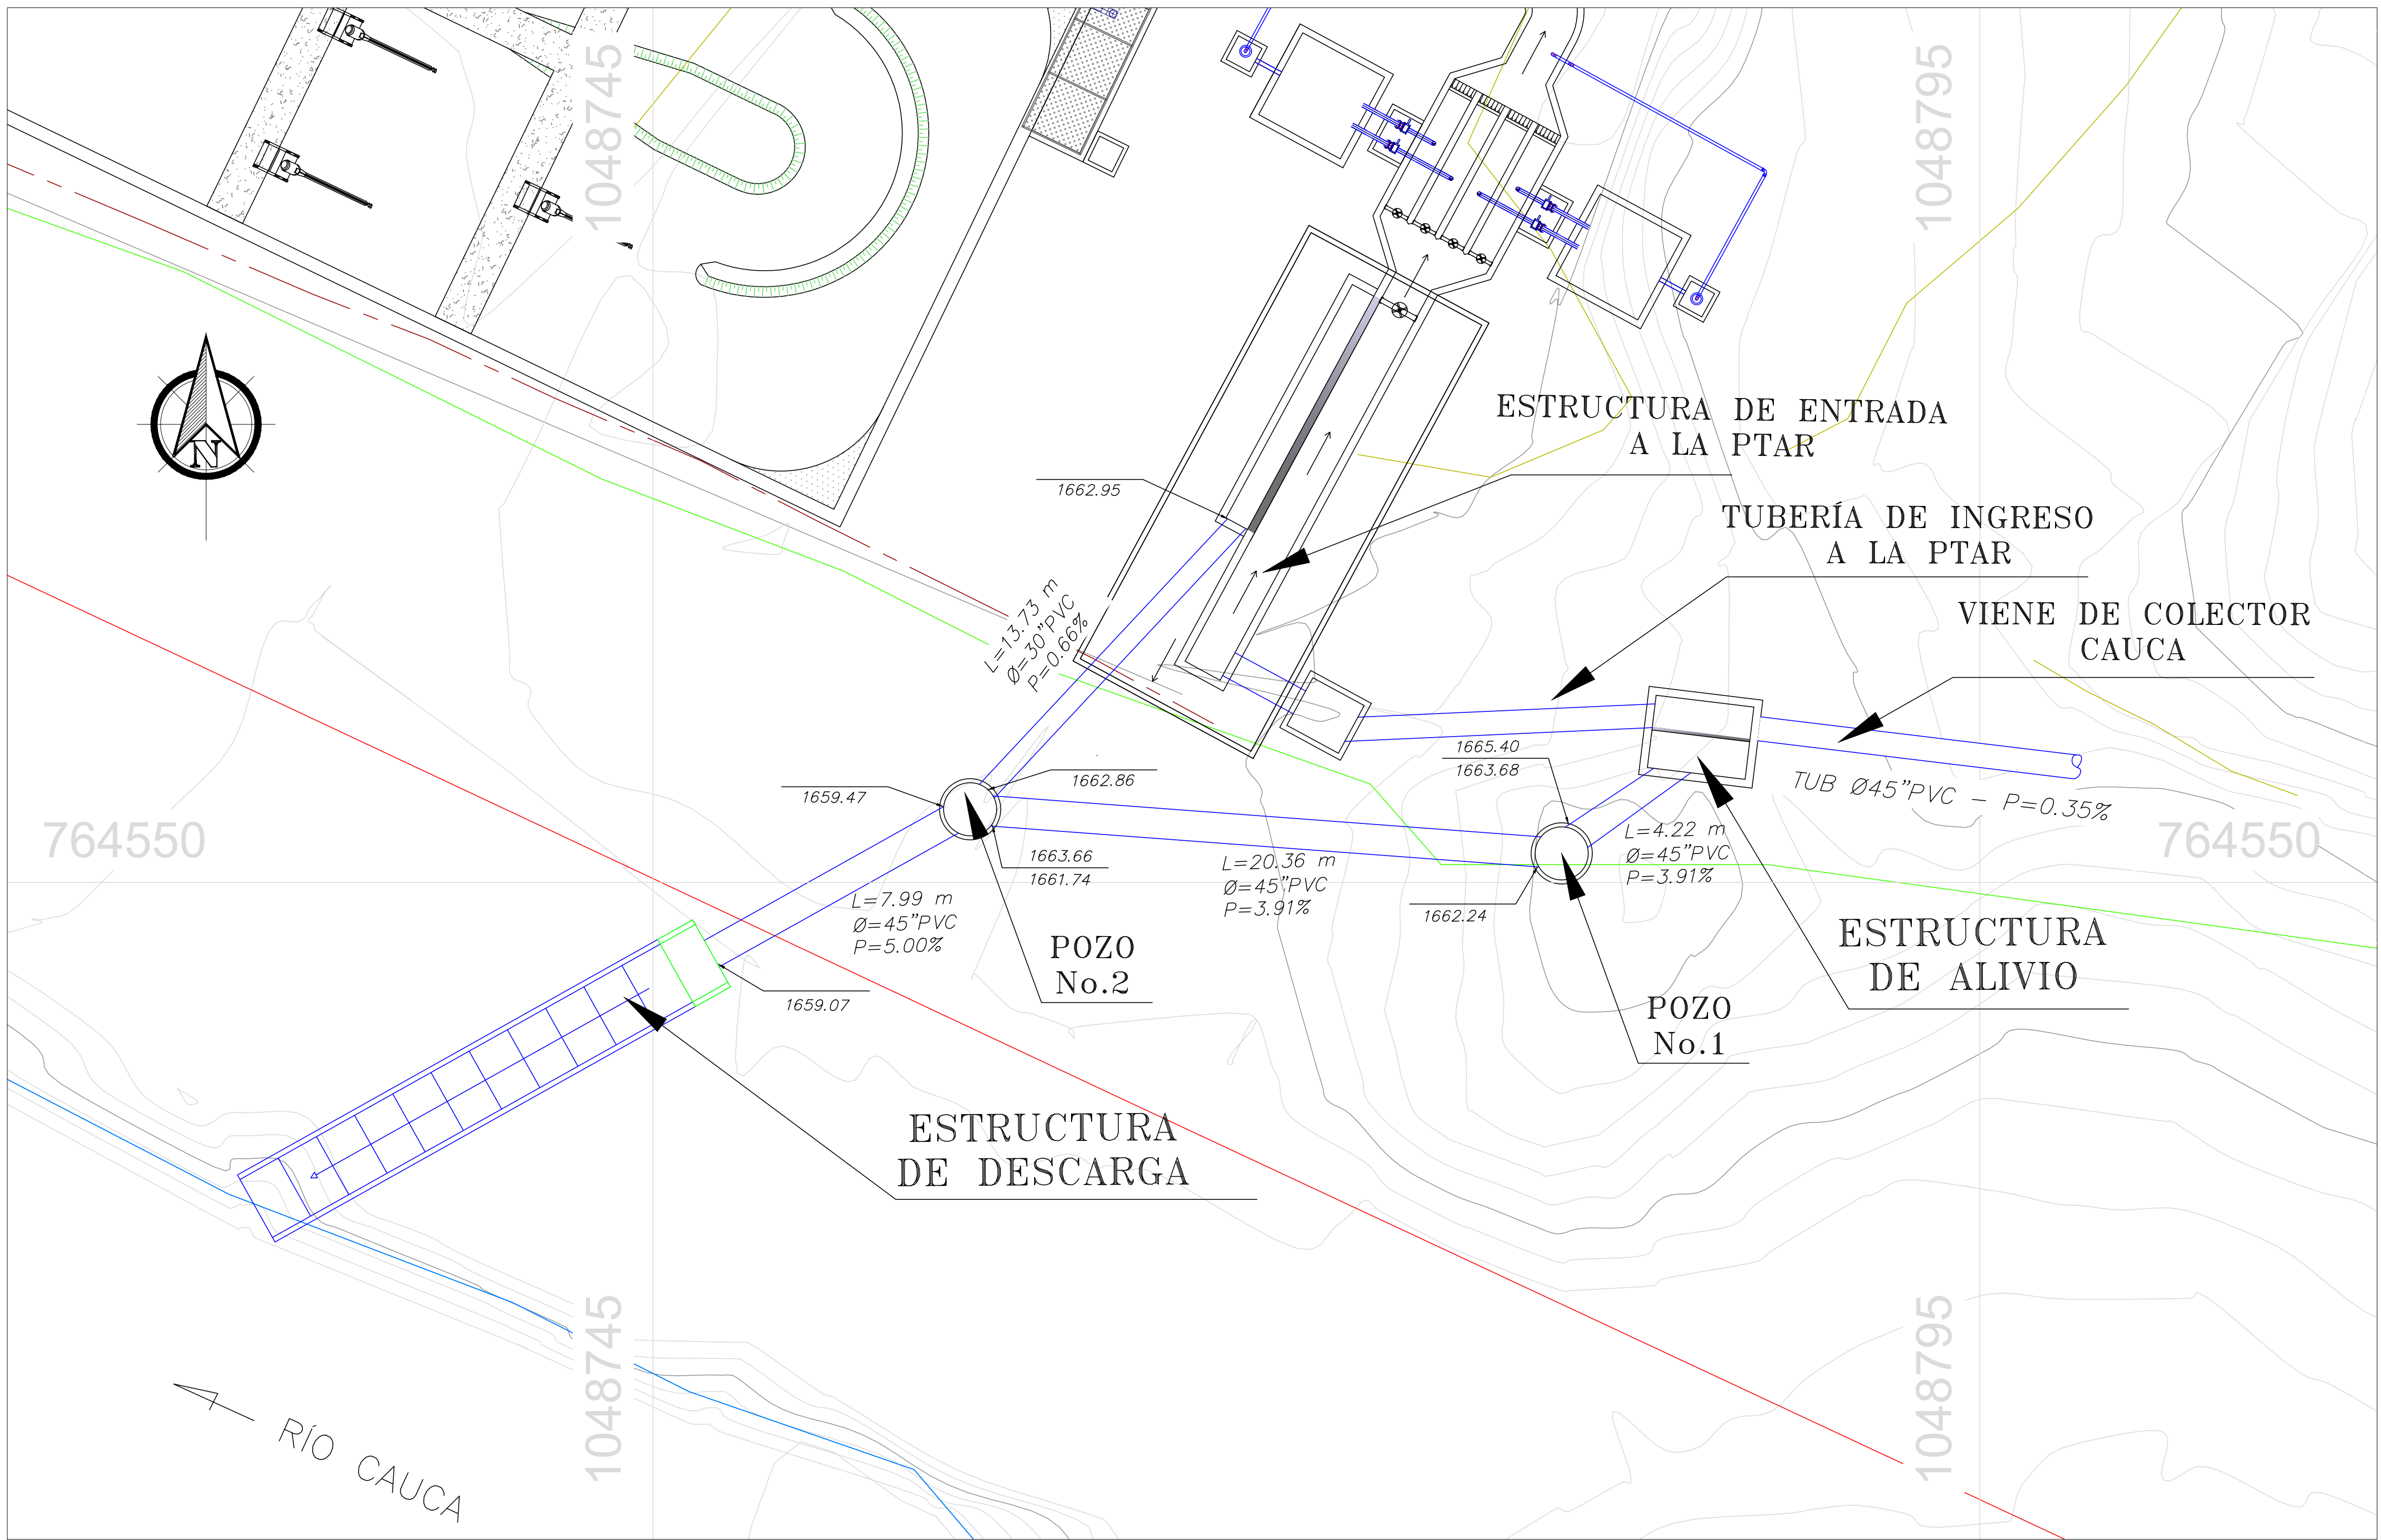 1048745
1048795
N
ESTRUCTURA DE ENTRADA
A LA PTAR
1662.95
TUBERÍA DE INGRESO
A LA PTAR
VIENE DE COLECTOR
CAUCA
L=13.73 m
Ø=30"PVC
P=0.66%
1665.40
1663.68
1662.86
1659.47
TUB Ø45"PVC - P=0.35%
764550
764550
1663.66
1661.74
L=20.36 m
Ø=45"PVC
P=3.91%
L=4.22 m
Ø=45"PVC
P=3.91%
L=7.99 m
Ø=45"PVC
P=5.00%
1662.24
POZO
No.2
ESTRUCTURA
DE ALIVIO
1659.07
POZO
No.1
ESTRUCTURA
DE DESCARGA
1048745
1048795
RÍO CAUCA